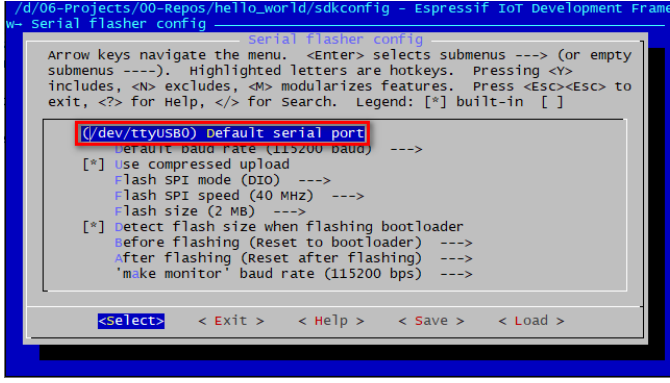 /d/06-Projects/00-Repos/hello_world/sdkconfig - Espressif IoT Development Frame
w→ Serial flasher config
Serial flasher config
Arrow keys navigate the menu. <Enter> selects submenus ---> (or empty
submenus ----). Highlighted letters are hotkeys. Pressing <Y>
includes, <N> excludes, <M> modularizes features. Press <Esc><Esc> to
exit, <?> for Help, </> for Search. Legend: [*] built-in [ ]
(/dev/ttyUSB0) Default serial port
Default baud rate (115200 baud) --->
[*] Use compressed upload
Flash SPI mode (DIO) --->
Flash SPI speed (40 MHz) --->
Flash size (2 MB) --->
[*] Detect flash size when flashing bootloader
Before flashing (Reset to bootloader) --->
After flashing (Reset after flashing) --->
'make monitor' baud rate (115200 bps) --->
<Select> < Exit > < Help > < Save > < Load >